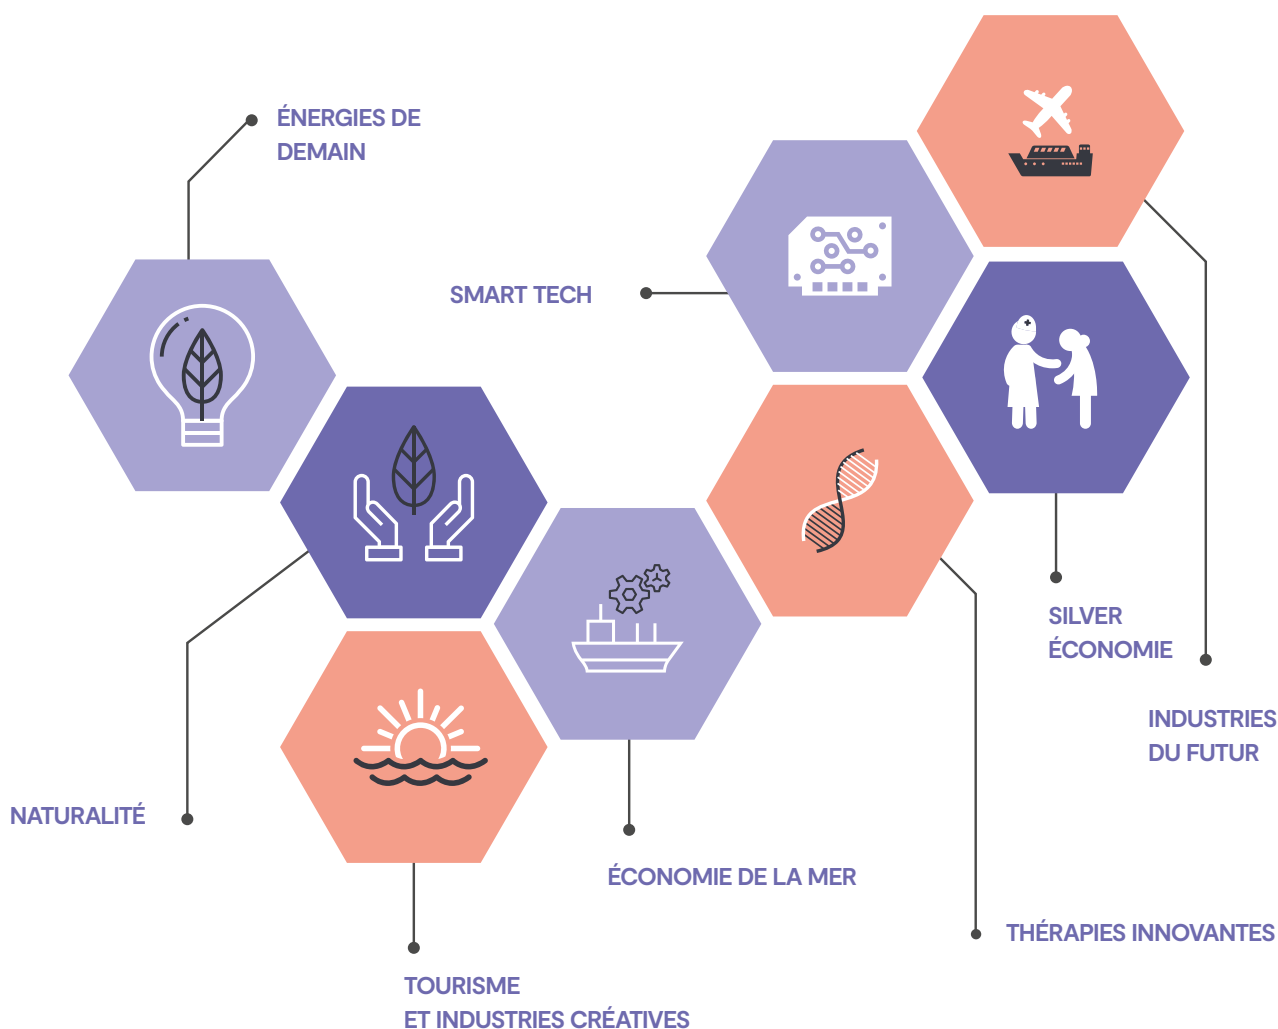 ÉNERGIES DE
DEMAIN
SMART TECH
SILVER
ÉCONOMIE
INDUSTRIES
DU FUTUR
NATURALITÉ
ÉCONOMIE DE LA MER
THÉRAPIES INNOVANTES
TOURISME
ET INDUSTRIES CRÉATIVES